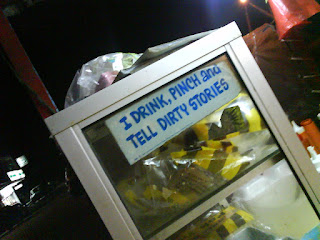 I DRINK, PINCH and
TELL DIRTY STORIES